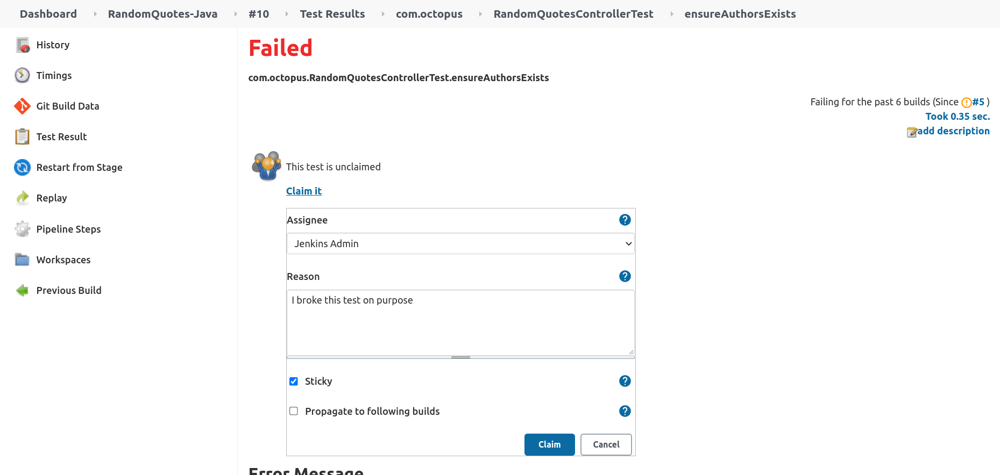 Dashboard RandomQuotes-Java #10 Test Results com.octopus RandomQuotesControllerTest ensureAuthorsExists
History
Timings
Git Build Data
Test Result
Restart from Stage
Replay
Pipeline Steps
Workspaces
Previous Build
Failed
com.octopus.RandomQuotesControllerTest.ensureAuthorsExists
Failing for the past 6 builds (Since #5 )
Took 0.35 sec.
add description
This test is unclaimed
Claim it
Assignee ?
Jenkins Admin
Reason ?
I broke this test on purpose
Sticky ?
Propagate to following builds ?
Claim Cancel
Error Message